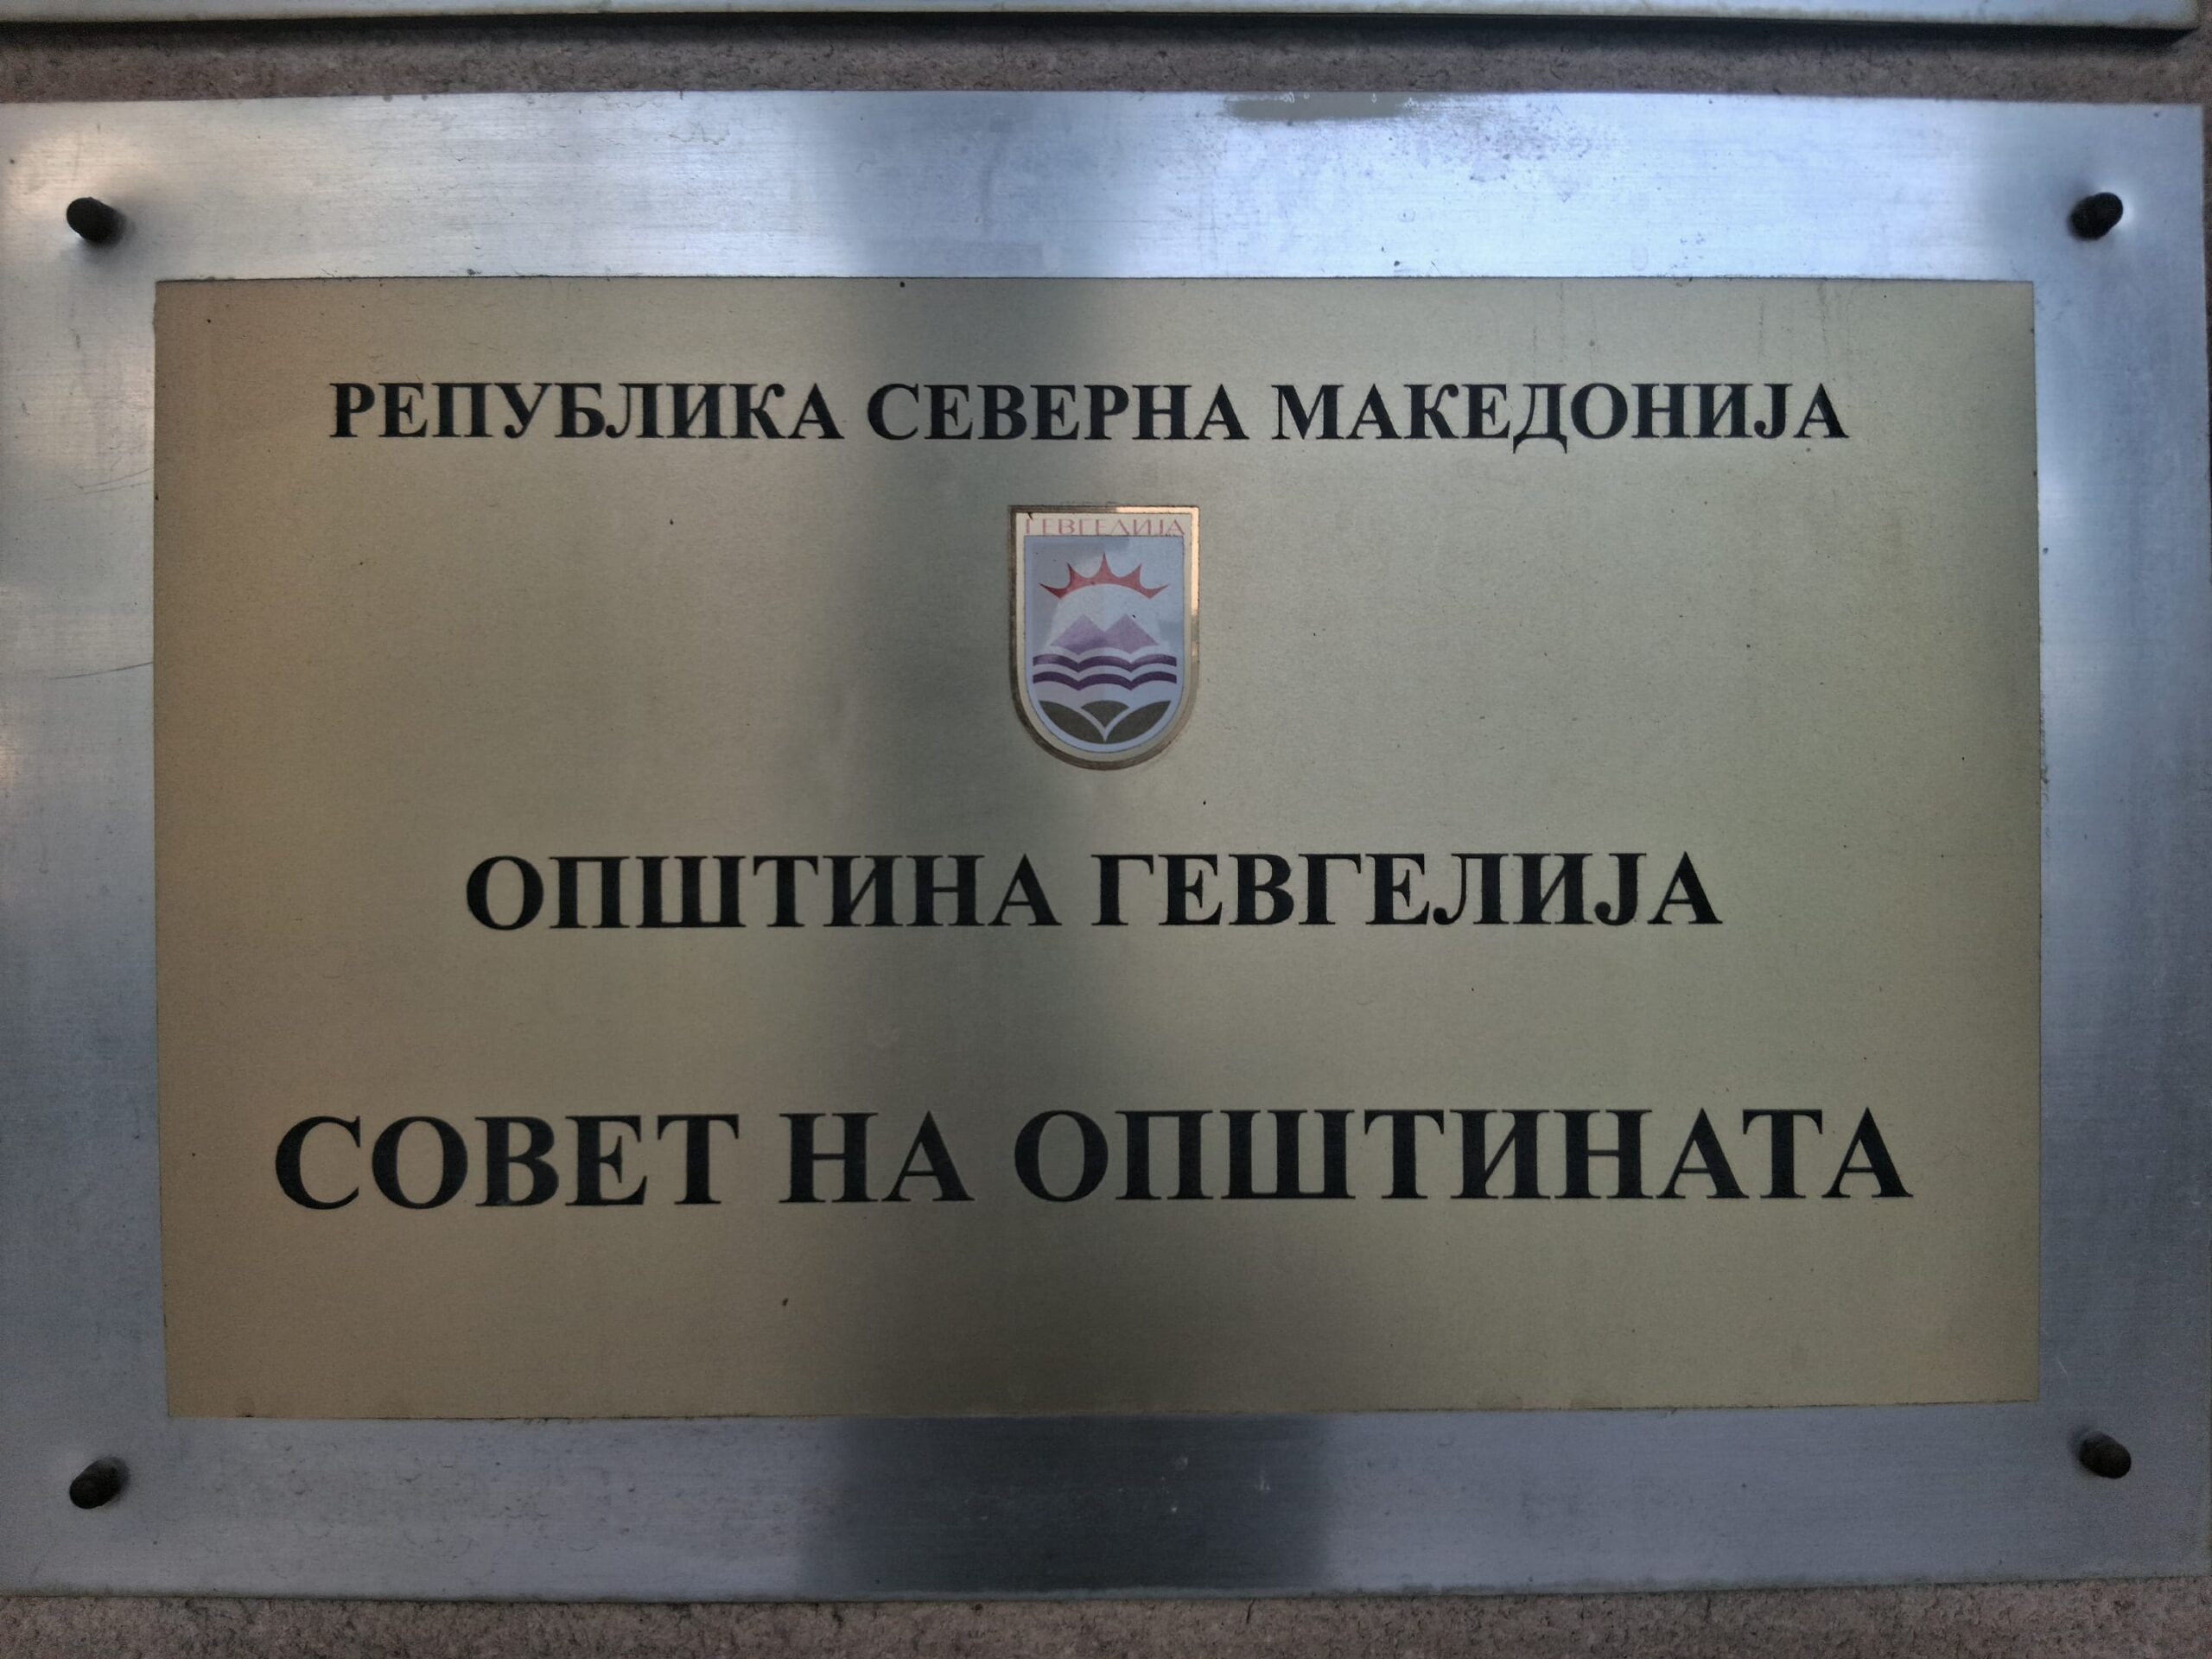 РЕПУБЛИКА СЕВЕРНА МАКЕДОНИЈА
ГЕВГЕЛИЈА
ОПШТИНА ГЕВГЕЛИЈА
СОВЕТ НА ОПШТИНАТА